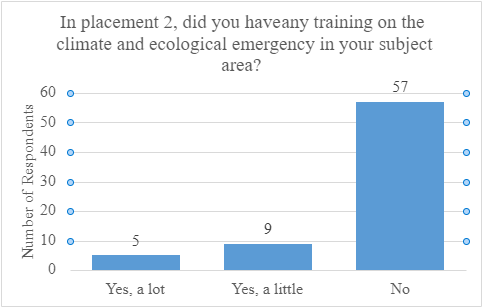 In placement 2, did you haveany training on the
climate and ecological emergency in your subject
area?
Number of Respondents
60
50
40
30
20
10
0
5
9
57
Yes, a lot
Yes, a little
No